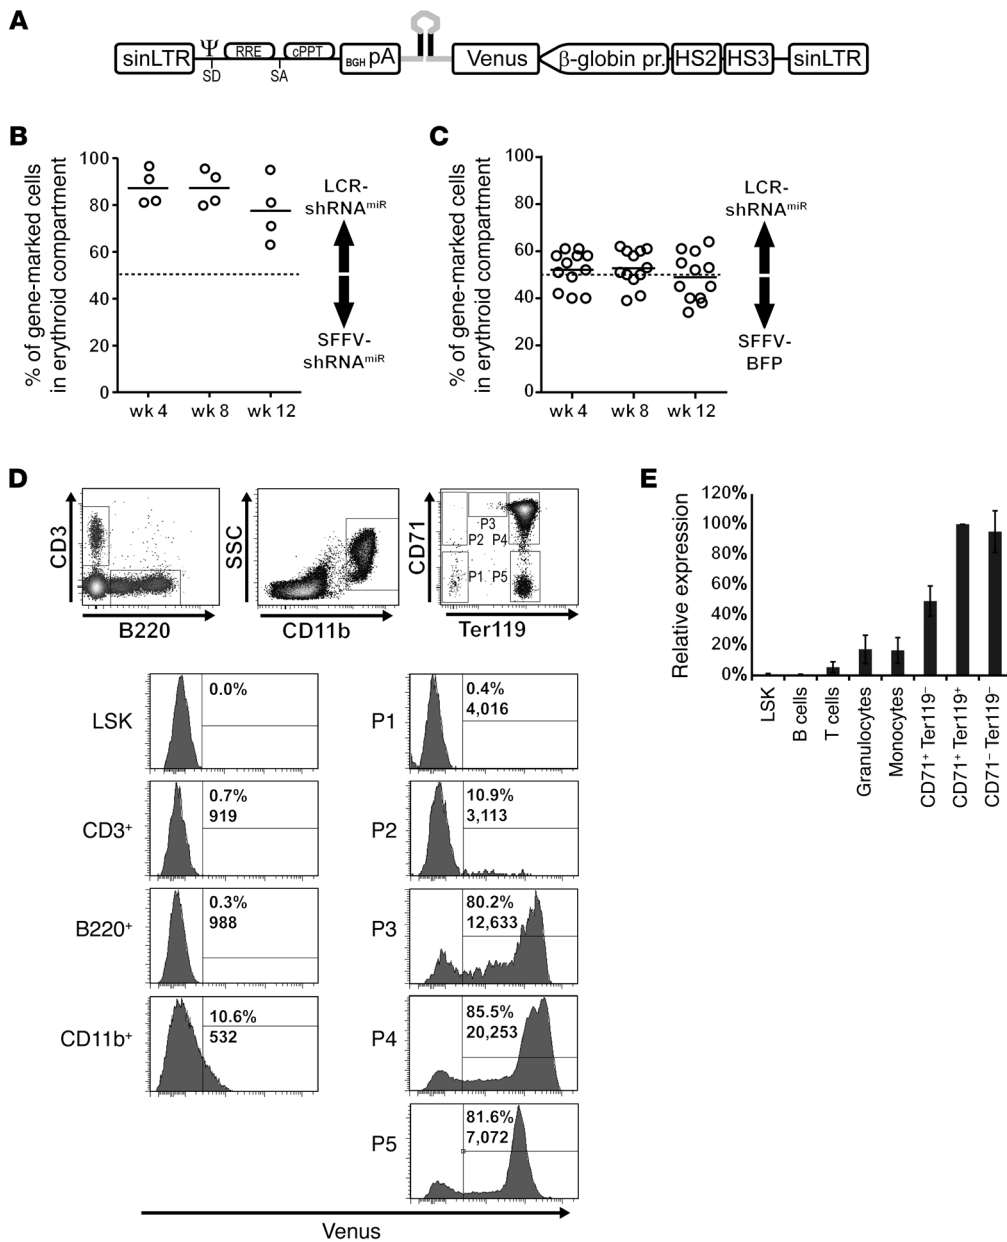 A
sinLTR Ψ RRE cPPT BGH pA Venus β-globin pr. HS2 HS3 sinLTR
SD SA
B
% of gene-marked cells
in erythroid compartment
100
80
60
40
20
0
wk 4 wk 8 wk 12
LCR-
shRNAmiR
SFFV-
shRNAmiR
C
% of gene-marked cells
in erythroid compartment
100
80
60
40
20
0
wk 4 wk 8 wk 12
LCR-
shRNAmiR
SFFV-
BFP
D
CD3
B220
SSC
CD11b
CD71
P3
P2 P4
P1 P5
Ter119
LSK
0.0%
CD3+
0.7%
919
B220+
0.3%
988
CD11b+
10.6%
532
P1
0.4%
4,016
P2
10.9%
3,113
P3
80.2%
12,633
P4
85.5%
20,253
P5
81.6%
7,072
Venus
E
Relative expression
120%
100%
80%
60%
40%
20%
0%
LSK
B cells
T cells
Granulocytes
Monocytes
CD71+ Ter119−
CD71+ Ter119+
CD71− Ter119−